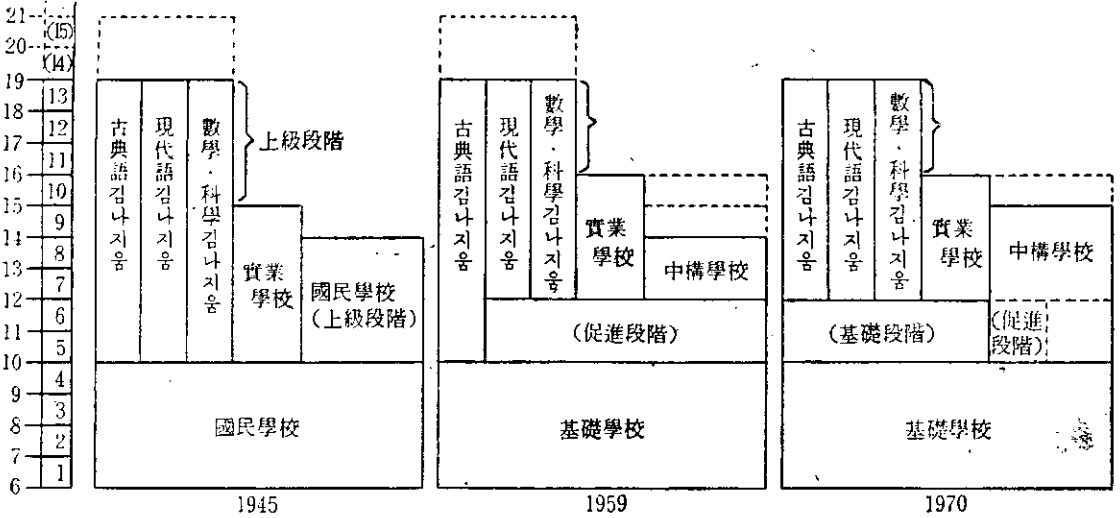 21
(15)
20
(14)
19
13
18
12
17
11
16
10
15
9
14
8
13
7
12
6
11
5
10
4
9
3
8
2
7
1
6
古典語김나지움
現代語김나지움
數學·科學김나지움
上級段階
實業
學校
國民學校
(上級段階)
國民學校
1945
古典語김나지움
現代語김나지움
數學·科學김나지움
實業
學校
中構學校
(促進段階)
基礎學校
1959
古典語김나지움
現代語김나지움
數學·科學김나지움
實業
學校
中構學校
(基礎段階)
(促進
段階)
基礎學校
1970